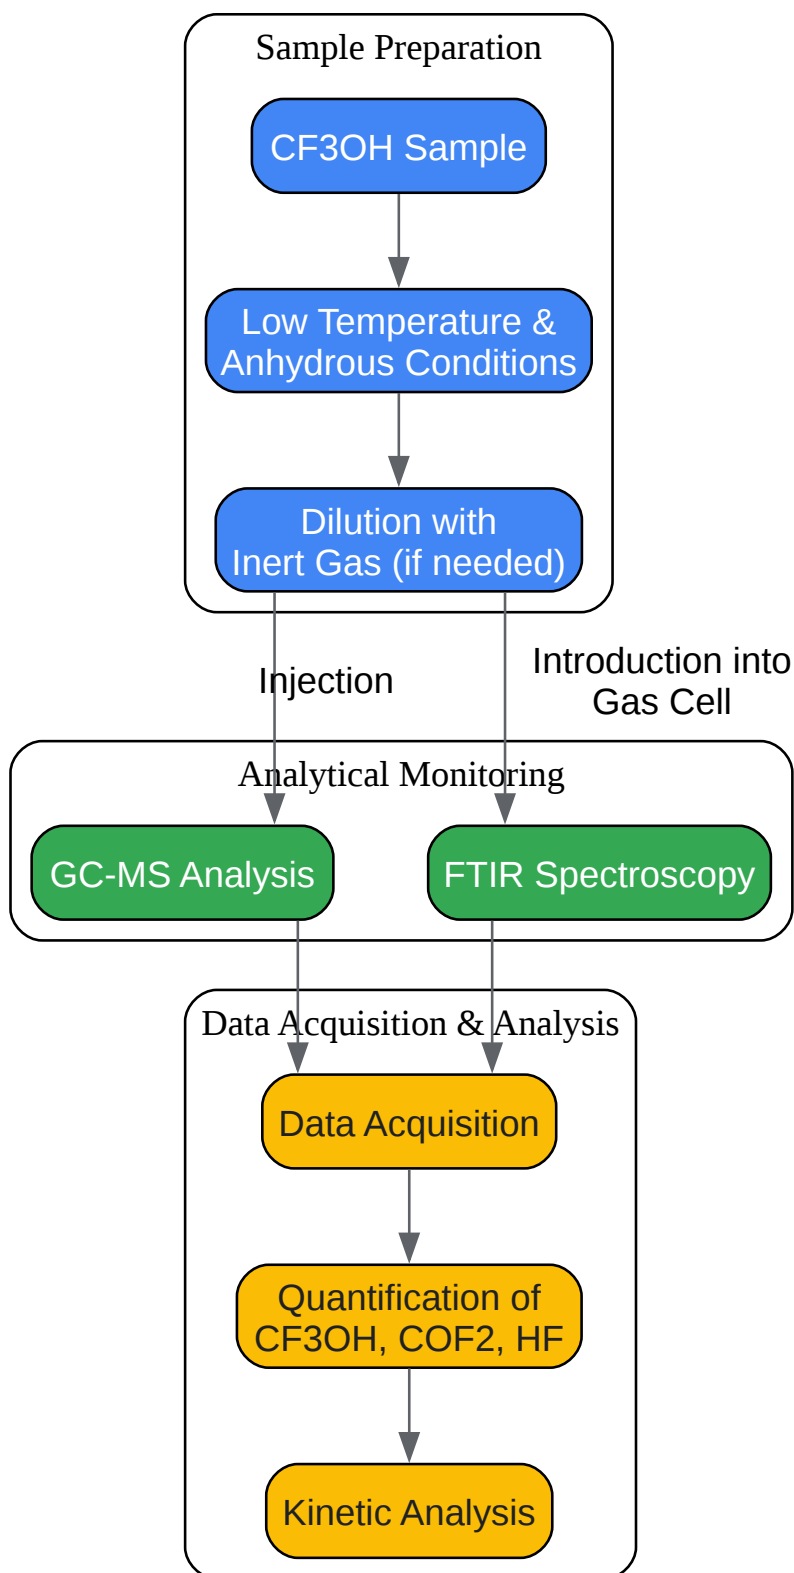 Sample Preparation
CF3OH Sample
Low Temperature &
Anhydrous Conditions
Dilution with
Inert Gas (if needed)
Injection
Introduction into
Gas Cell
Analytical Monitoring
GC-MS Analysis
FTIR Spectroscopy
Data Acquisition & Analysis
Data Acquisition
Quantification of
CF3OH, COF2, HF
Kinetic Analysis